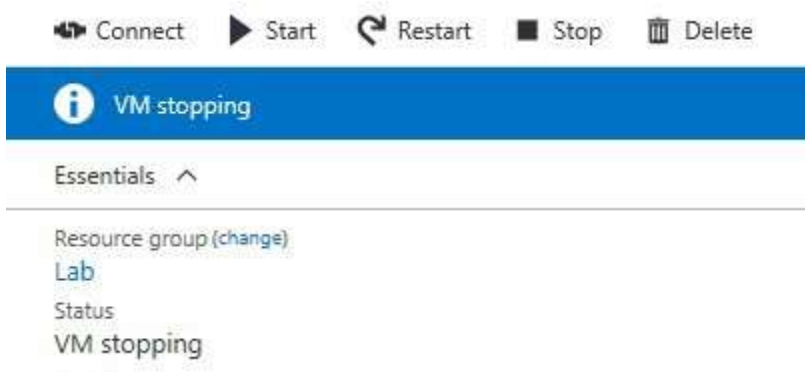 Connect Start Restart Stop Delete
VM stopping
Essentials
Resource group (change)
Lab
Status
VM stopping